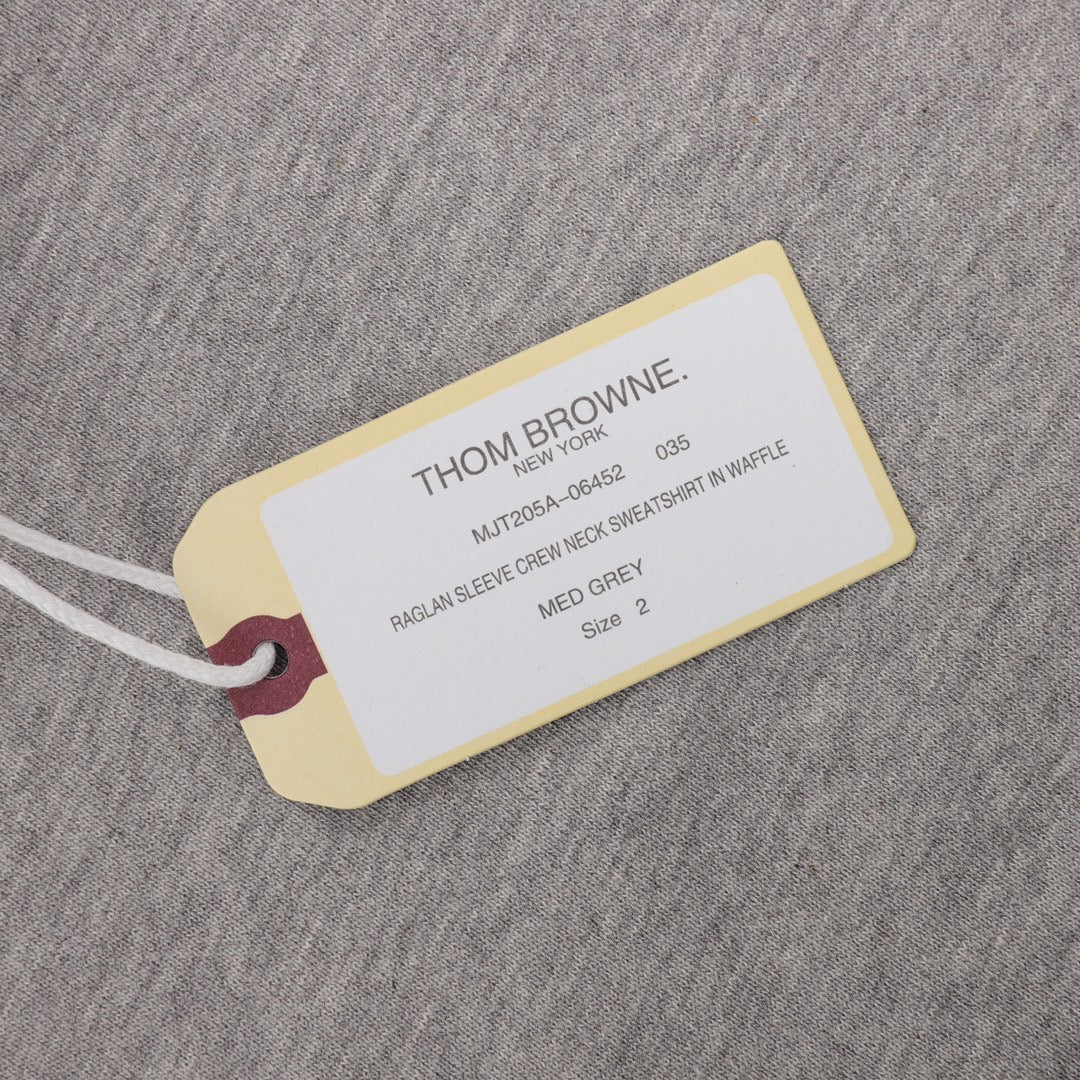 THOM BROWNE.
NEW YORK
MJT205A-06452 035
RAGLAN SLEEVE CREW NECK SWEATSHIRT IN WAFFLE
MED GREY
Size 2